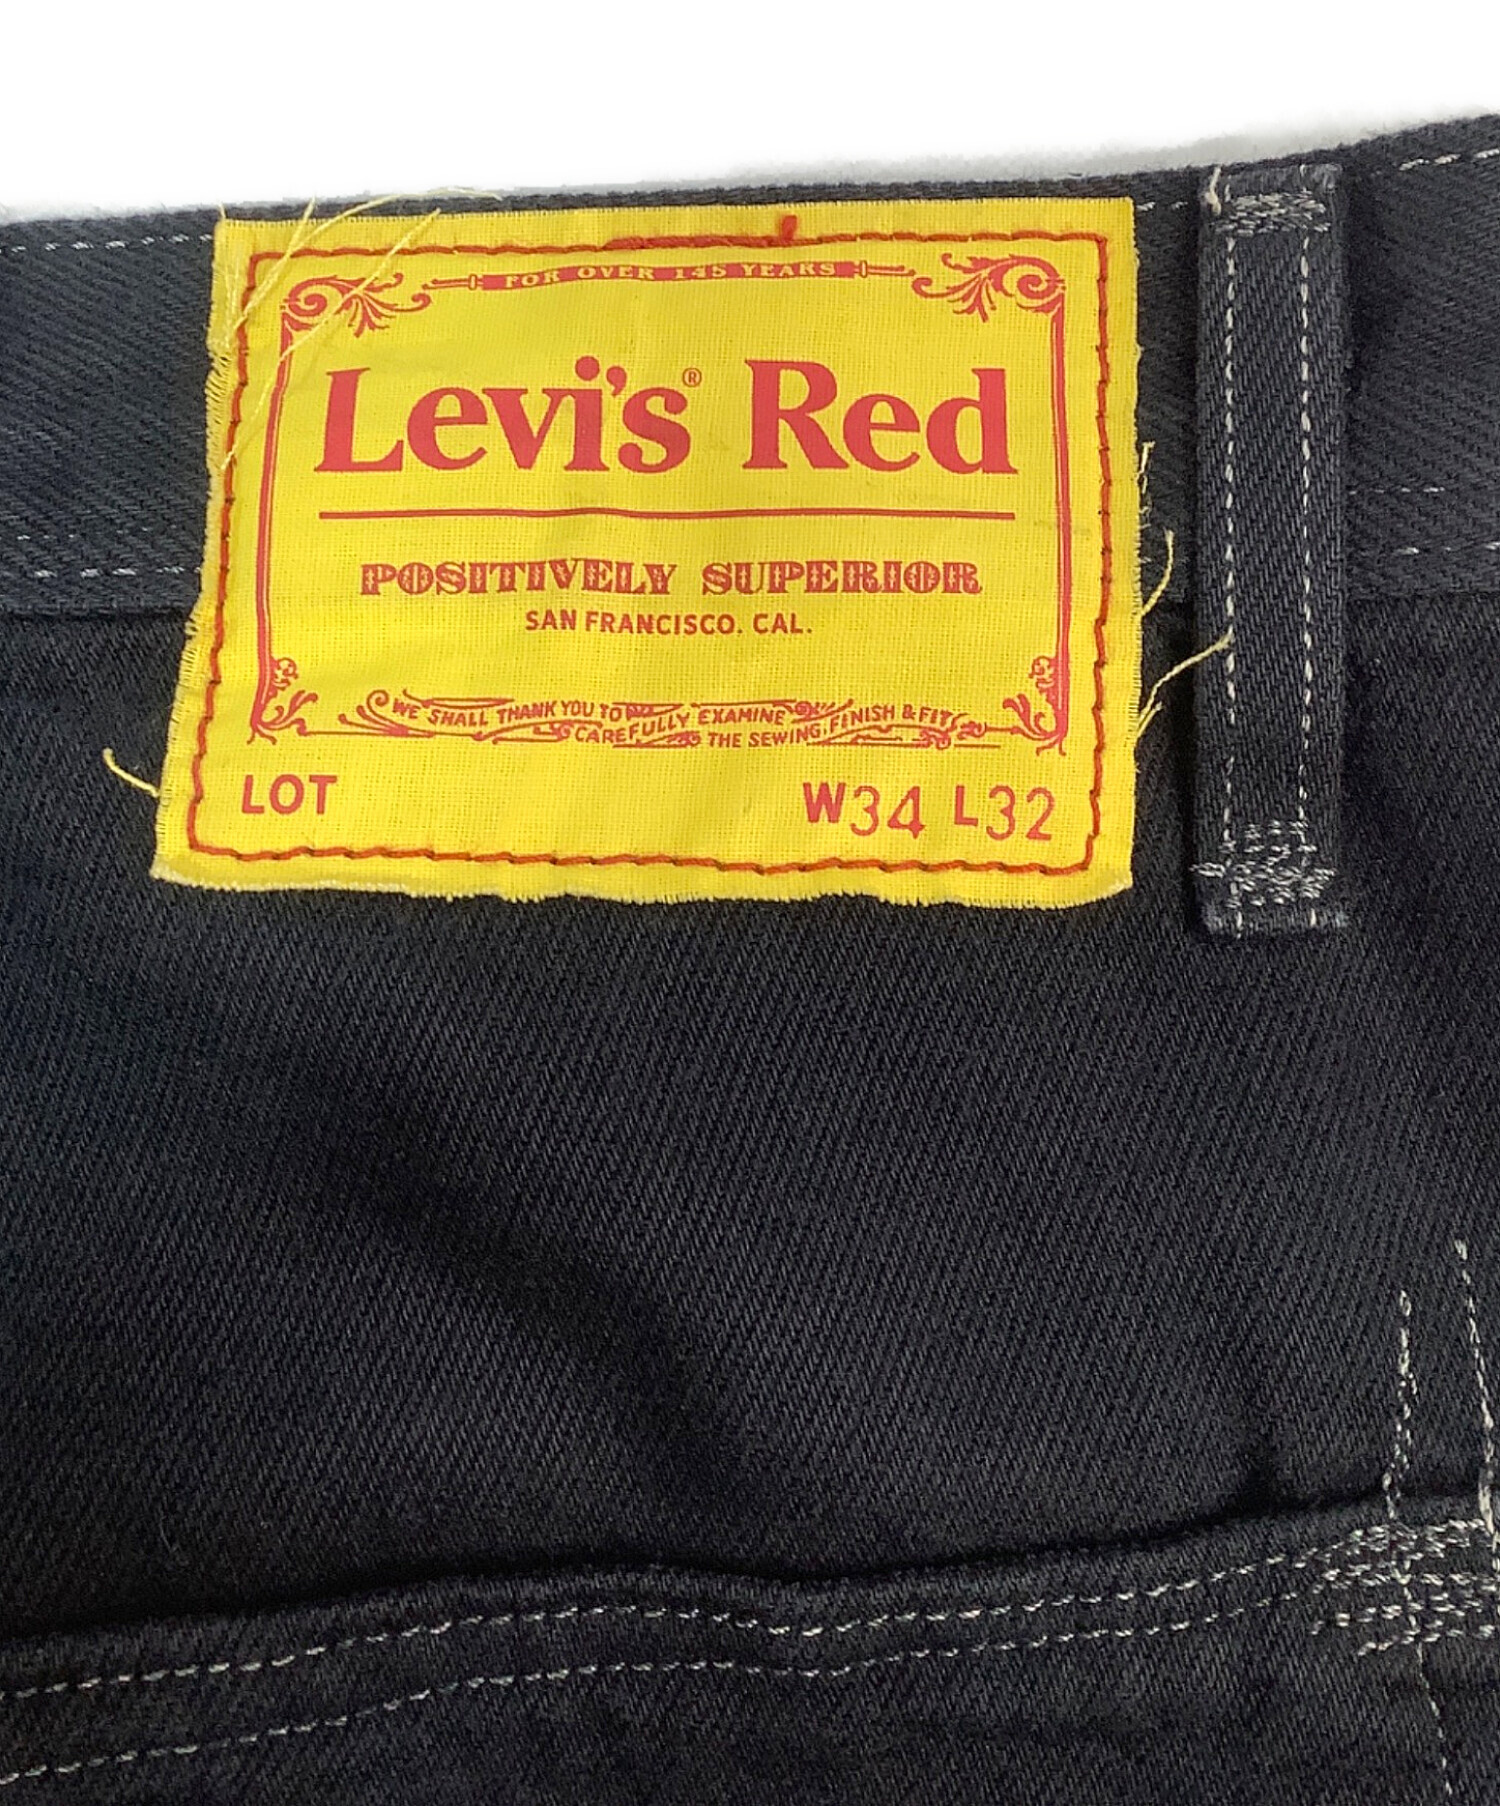 FOR OVER 145 YEARS
Levi's® Red
POSITIVELY SUPERIOR
SAN FRANCISCO. CAL.
WE SHALL THANK YOU TO CAREFULLY EXAMINE THE SEWING, FINISH & FIT
LOT W34 L32